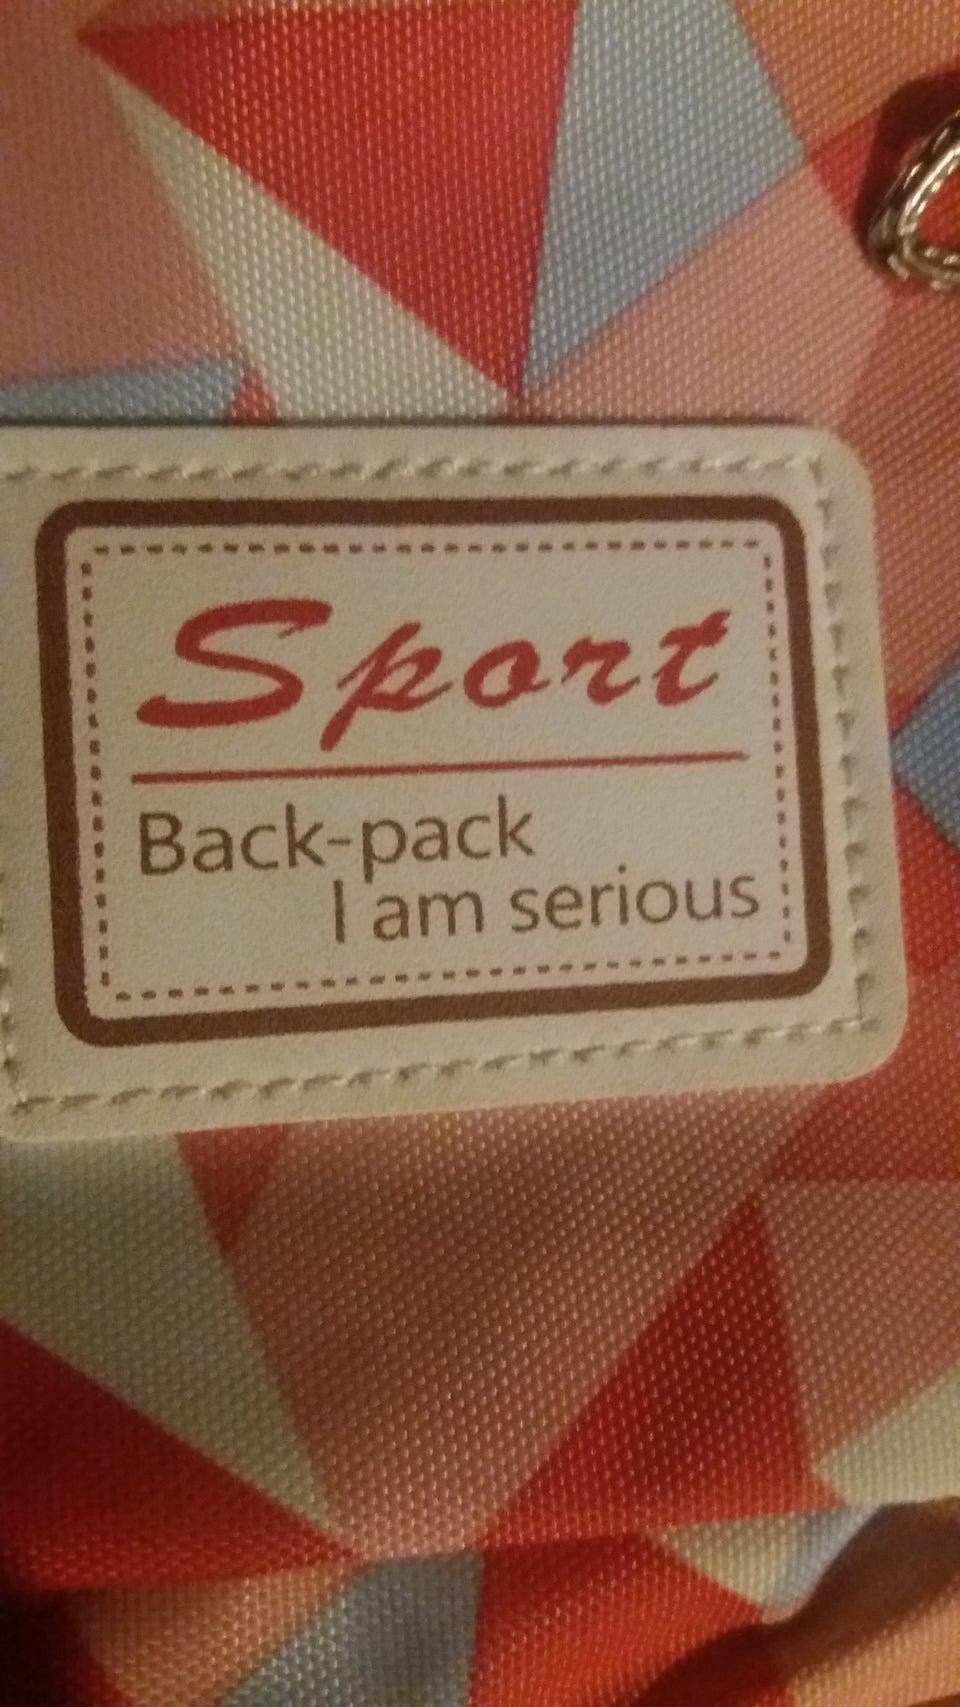 Sport
Back-pack
I am serious